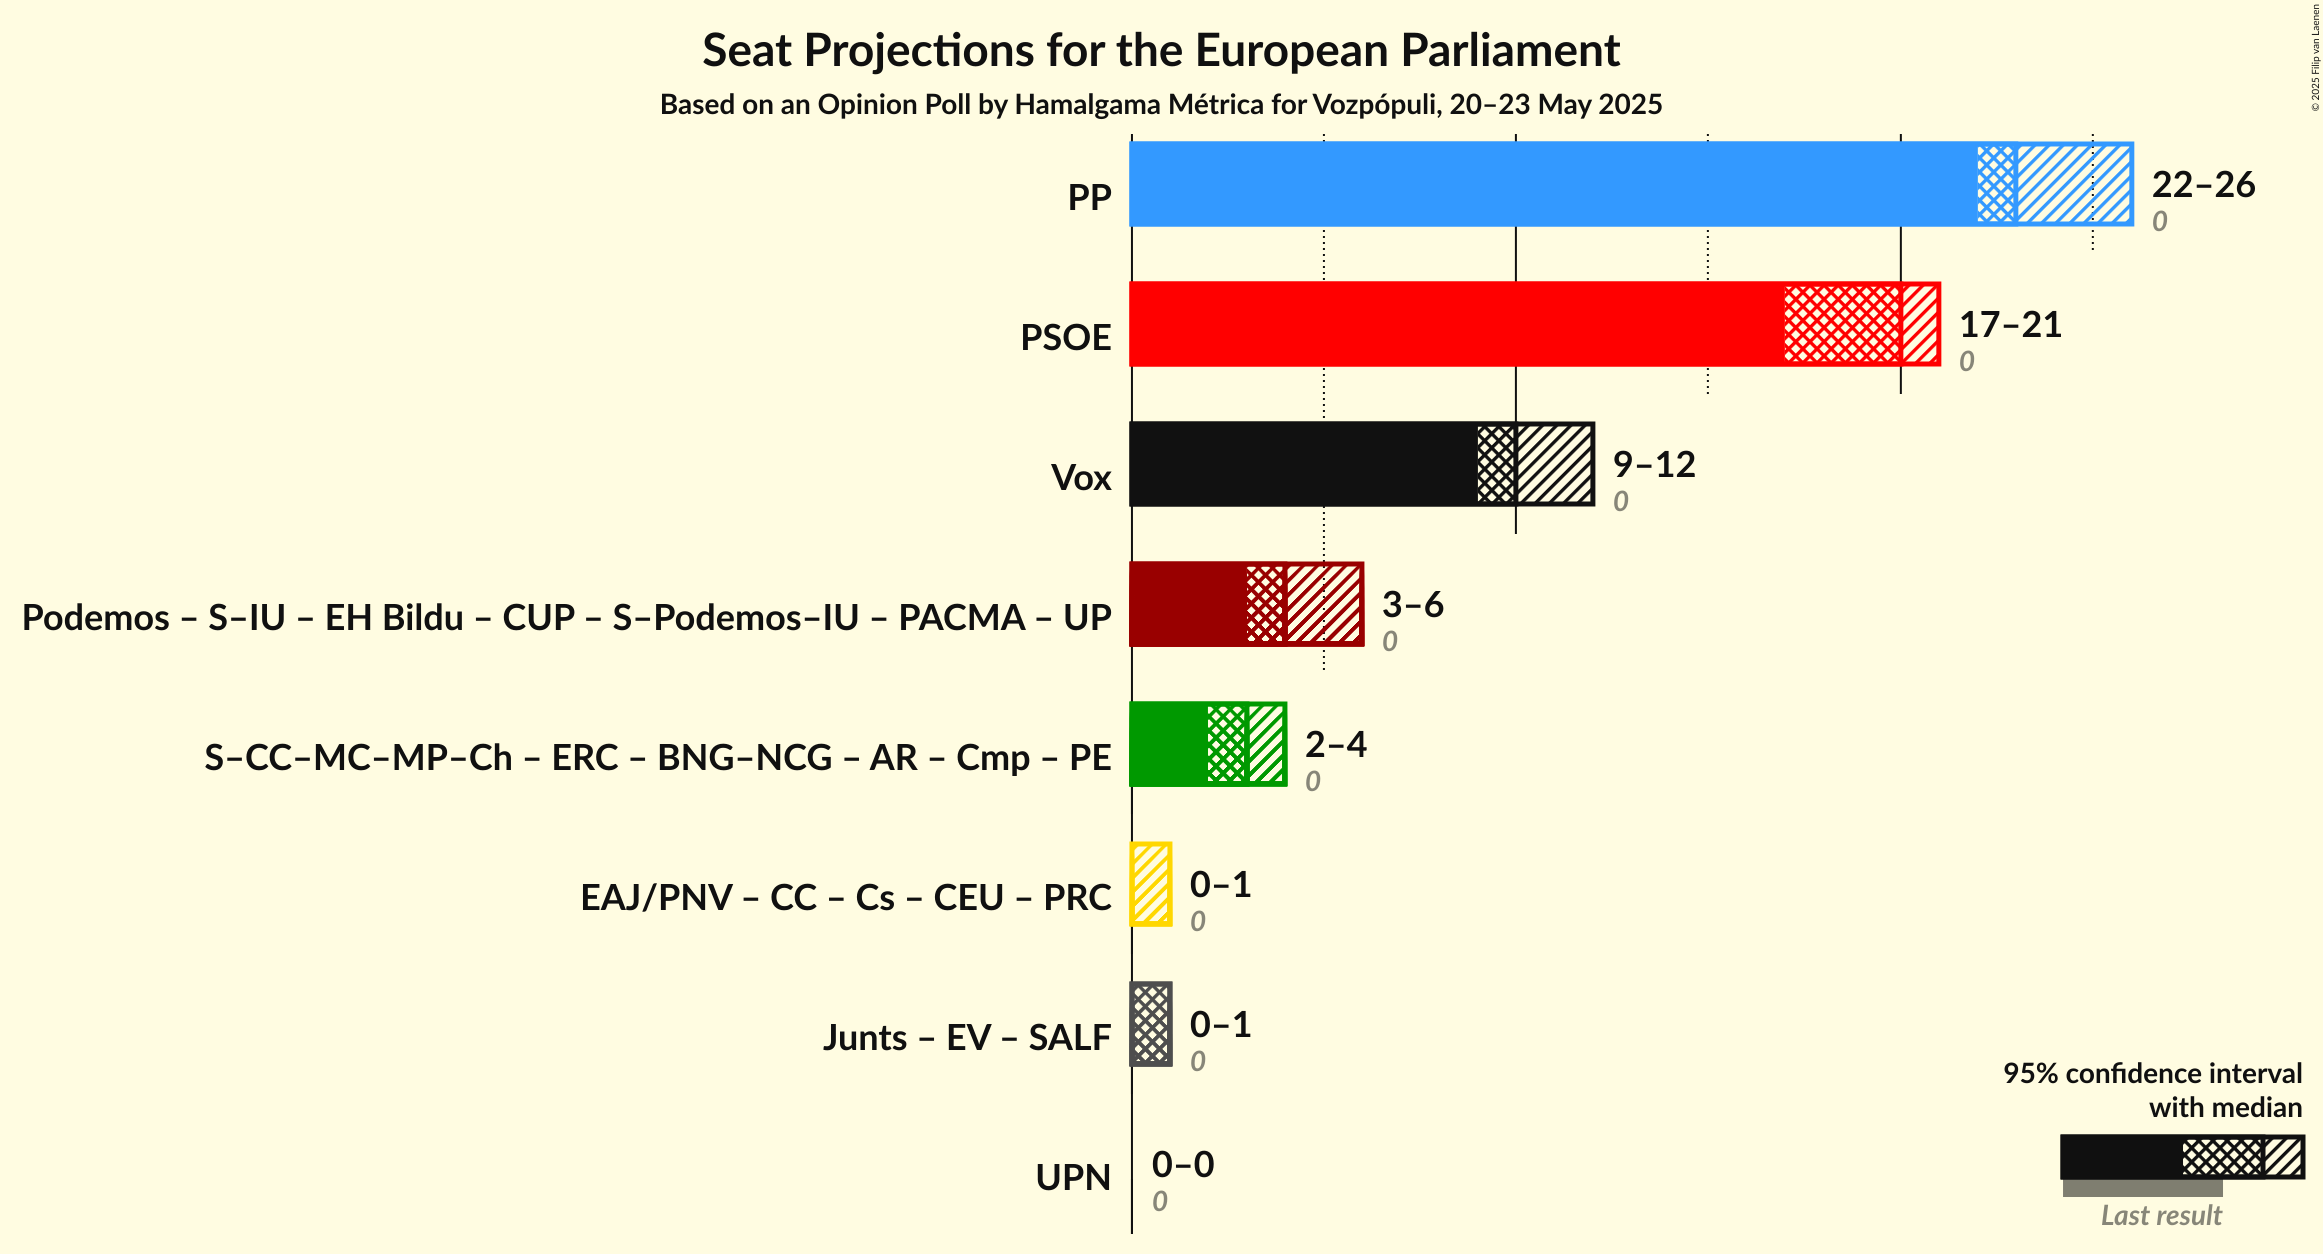 Seat Projections for the European Parliament
Based on an Opinion Poll by Hamalgama Métrica for Vozpópuli, 20–23 May 2025
© 2025 Filip van Laenen
PP
22–26
0
PSOE
17–21
0
Vox
9–12
0
Podemos – S–IU – EH Bildu – CUP – S–Podemos–IU – PACMA – UP
3–6
0
S–CC–MC–MP–Ch – ERC – BNG–NCG – AR – Cmp – PE
2–4
0
EAJ/PNV – CC – Cs – CEU – PRC
0–1
0
Junts – EV – SALF
0–1
0
UPN
0–0
0
95% confidence interval
with median
Last result